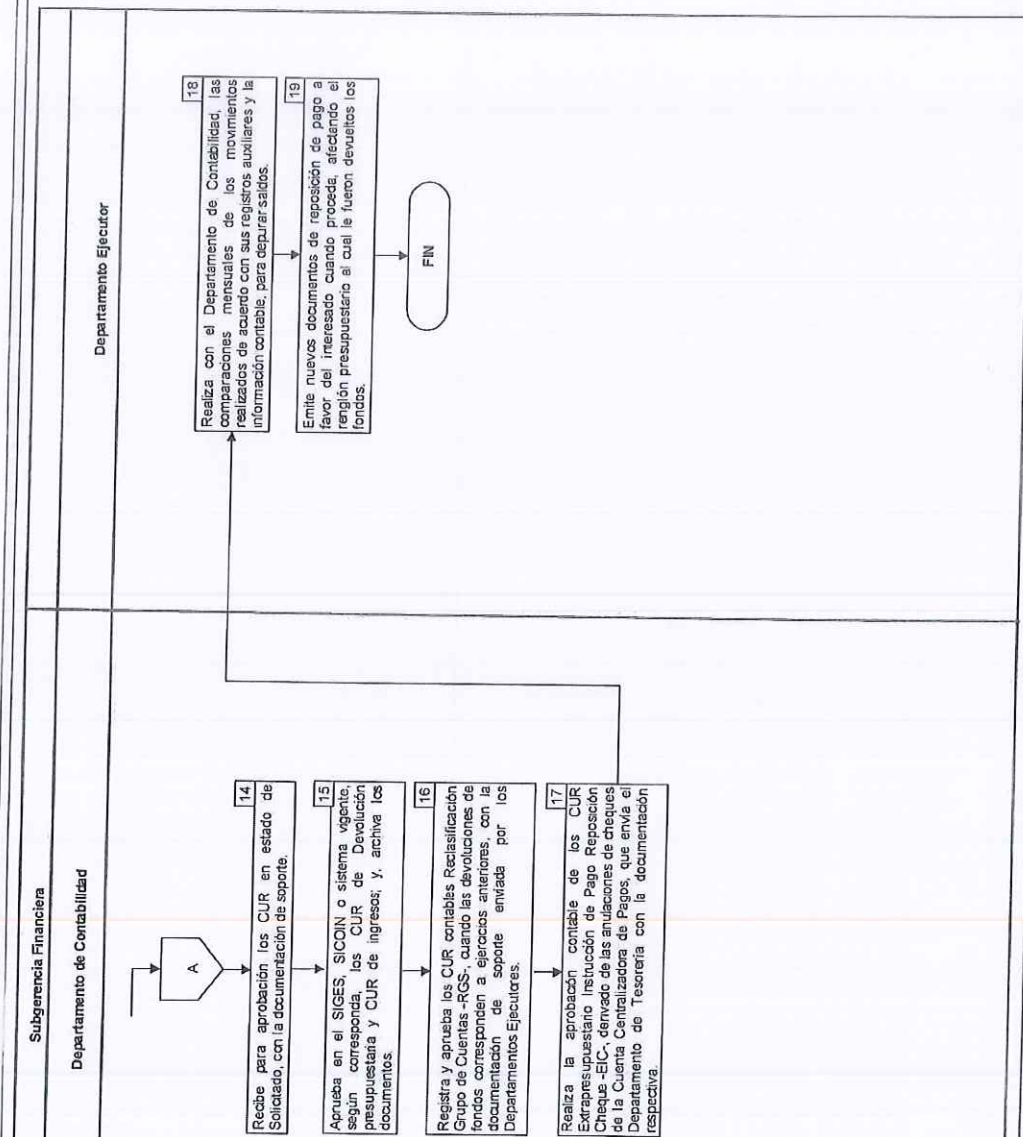 Subgerencia Financiera
Departamento de Contabilidad
Departamento Ejecutor
A
14
Recibe para aprobación los CUR en estado de
Solicitado, con la documentación de soporte.
15
Aprueba en el SIGES, SICOIN o sistema vigente,
según corresponda, los CUR de Devolución
presupuestaria y CUR de ingresos; y, archiva los
documentos.
16
Registra y aprueba los CUR contables Reclasificación
Grupo de Cuentas -RGS-, cuando las devoluciones de
fondos corresponden a ejercicios anteriores, con la
documentación de soporte enviada por los
Departamentos Ejecutores.
17
Realiza la aprobación contable de los CUR
Extrapresupuestario Instrucción de Pago Reposición
Cheque -EIC-, derivado de las anulaciones de cheques
de la Cuenta Centralizadora de Pagos, que envía el
Departamento de Tesorería con la documentación
respectiva.
18
Realiza con el Departamento de Contabilidad, las
comparaciones mensuales de los movimientos
realizados de acuerdo con sus registros auxiliares y la
información contable, para depurar saldos.
19
Emite nuevos documentos de reposición de pago a
favor del interesado cuando proceda, afectando el
renglón presupuestario al cual le fueron devueltos los
fondos.
FIN